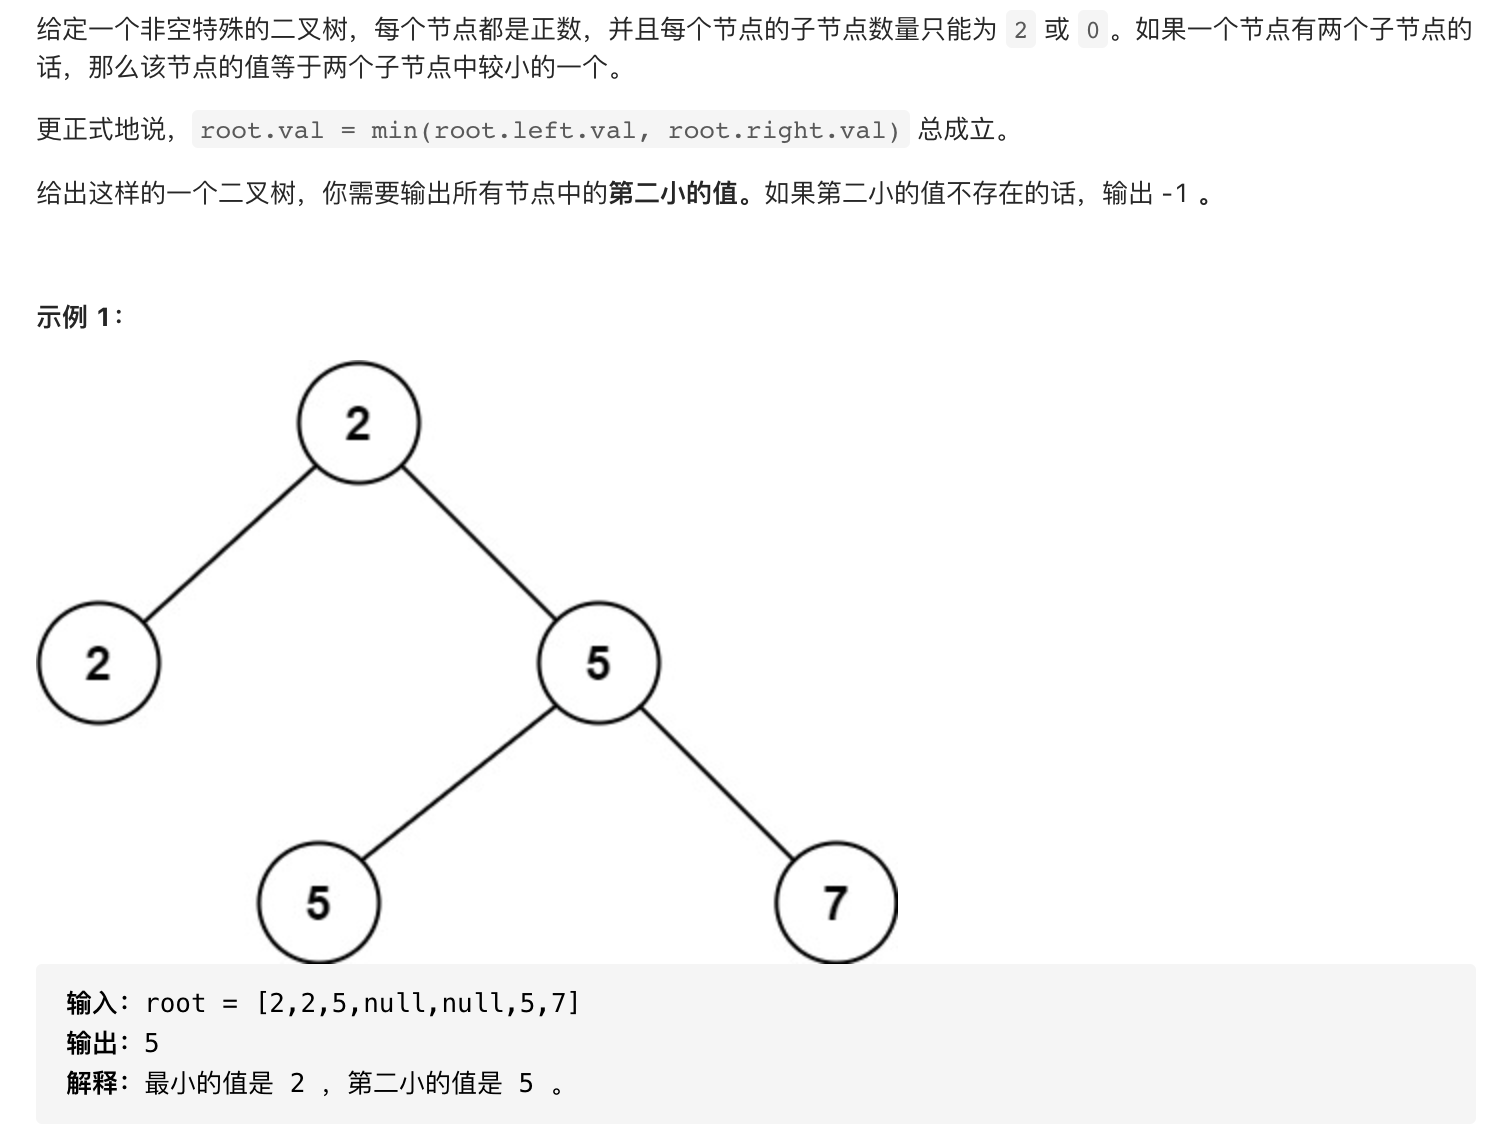 给定一个非空特殊的二叉树，每个节点都是正数，并且每个节点的子节点数量只能为 2 或 0。如果一个节点有两个子节点的
话，那么该节点的值等于两个子节点中较小的一个。
更正式地说，root.val = min(root.left.val, root.right.val) 总成立。
给出这样的一个二叉树，你需要输出所有节点中的第二小的值。如果第二小的值不存在的话，输出 -1 。
示例 1：
2
2
5
5
7
输入：root = [2,2,5,null,null,5,7]
输出：5
解释：最小的值是 2 ，第二小的值是 5 。